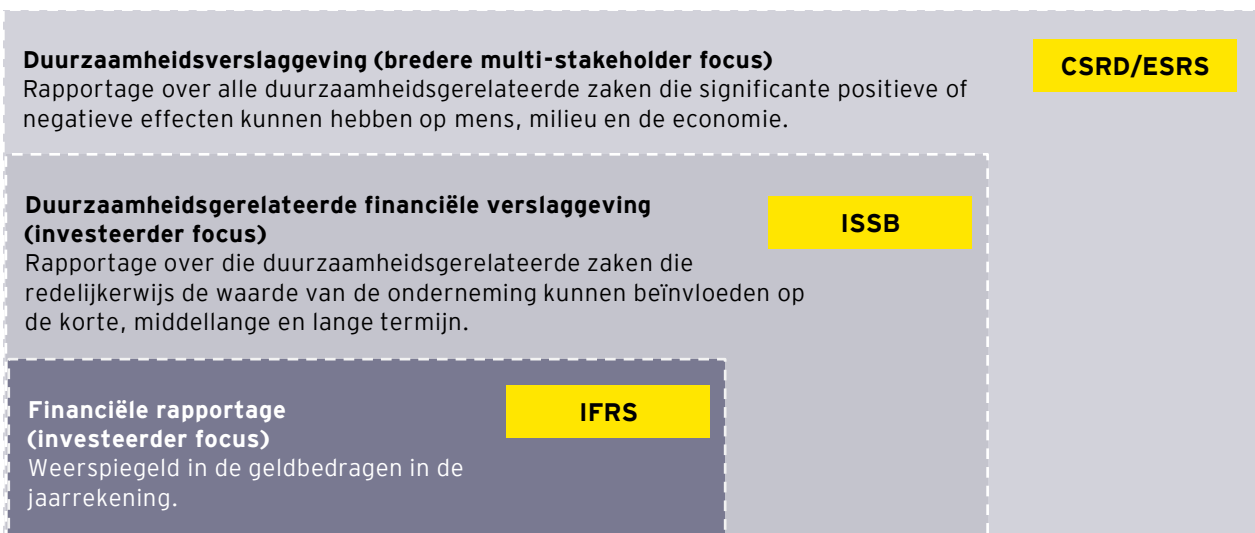 Duurzaamheidsverslaggeving (bredere multi-stakeholder focus)
CSRD/ESRS
Rapportage over alle duurzaamheidsgerelateerde zaken die significante positieve of
negatieve effecten kunnen hebben op mens, milieu en de economie.
Duurzaamheidsgerelateerde financiële verslaggeving
(investeerder focus)
ISSB
Rapportage over die duurzaamheidsgerelateerde zaken die
redelijkerwijs de waarde van de onderneming kunnen beïnvloeden op
de korte, middellange en lange termijn.
Financiële rapportage
(investeerder focus)
IFRS
Weerspiegeld in de geldbedragen in de
jaarrekening.